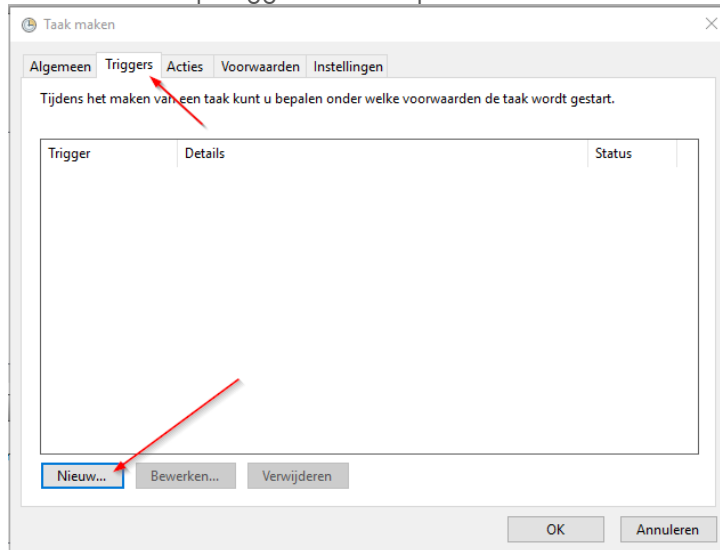 Taak maken
Algemeen Triggers Acties Voorwaarden Instellingen
Tijdens het maken van een taak kunt u bepalen onder welke voorwaarden de taak wordt gestart.
Trigger Details Status
Nieuw... Bewerken... Verwijderen
OK Annuleren